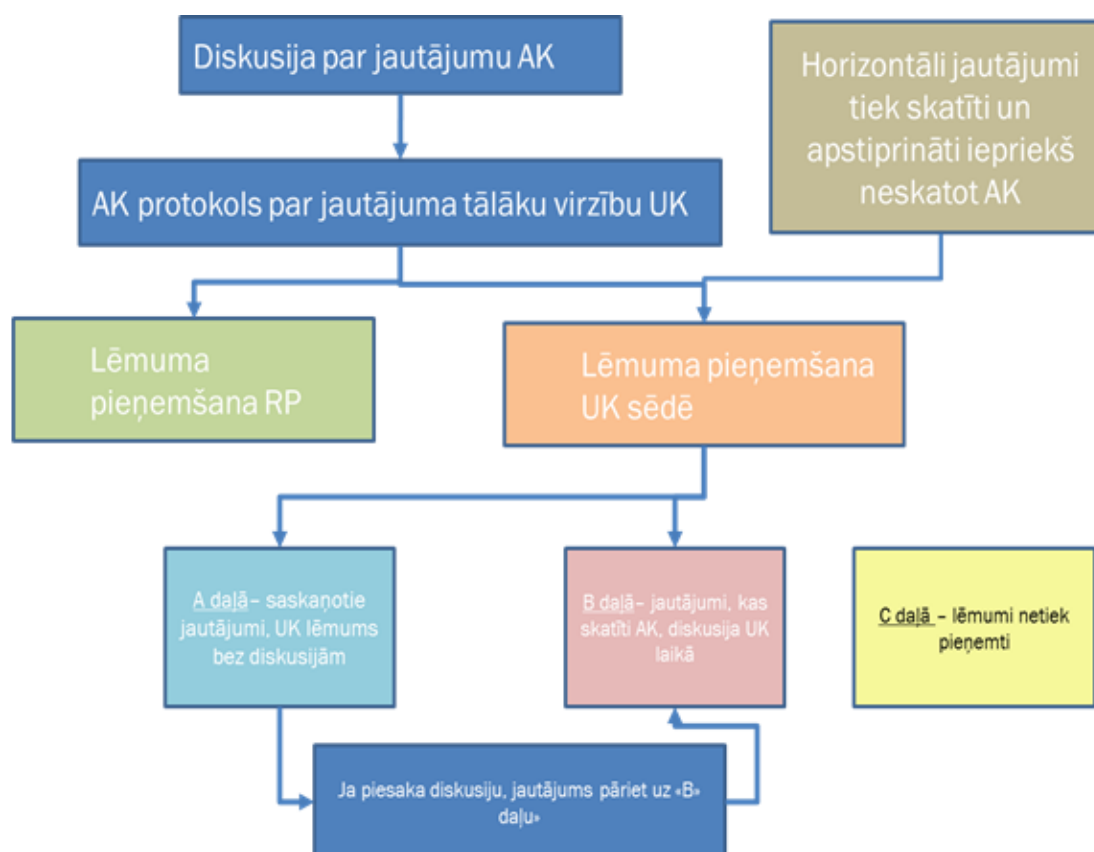 Diskusija par jautājumu AK
Horizontāli jautājumi
tiek skatīti un
apstiprināti iepriekš
neskatot AK
AK protokols par jautājuma tālāku virzību UK
Lēmuma
pieņemšana RP
Lēmuma pieņemšana
UK sēdē
A daļā– saskaņotie
jautājumi, UK lēmums
bez diskusijām
B daļā– jautājumi, kas
skatīti AK, diskusija UK
laikā
C daļā – lēmumi netiek
pieņemti
Ja piesaka diskusiju, jautājums pāriet uz «B»
daļu»